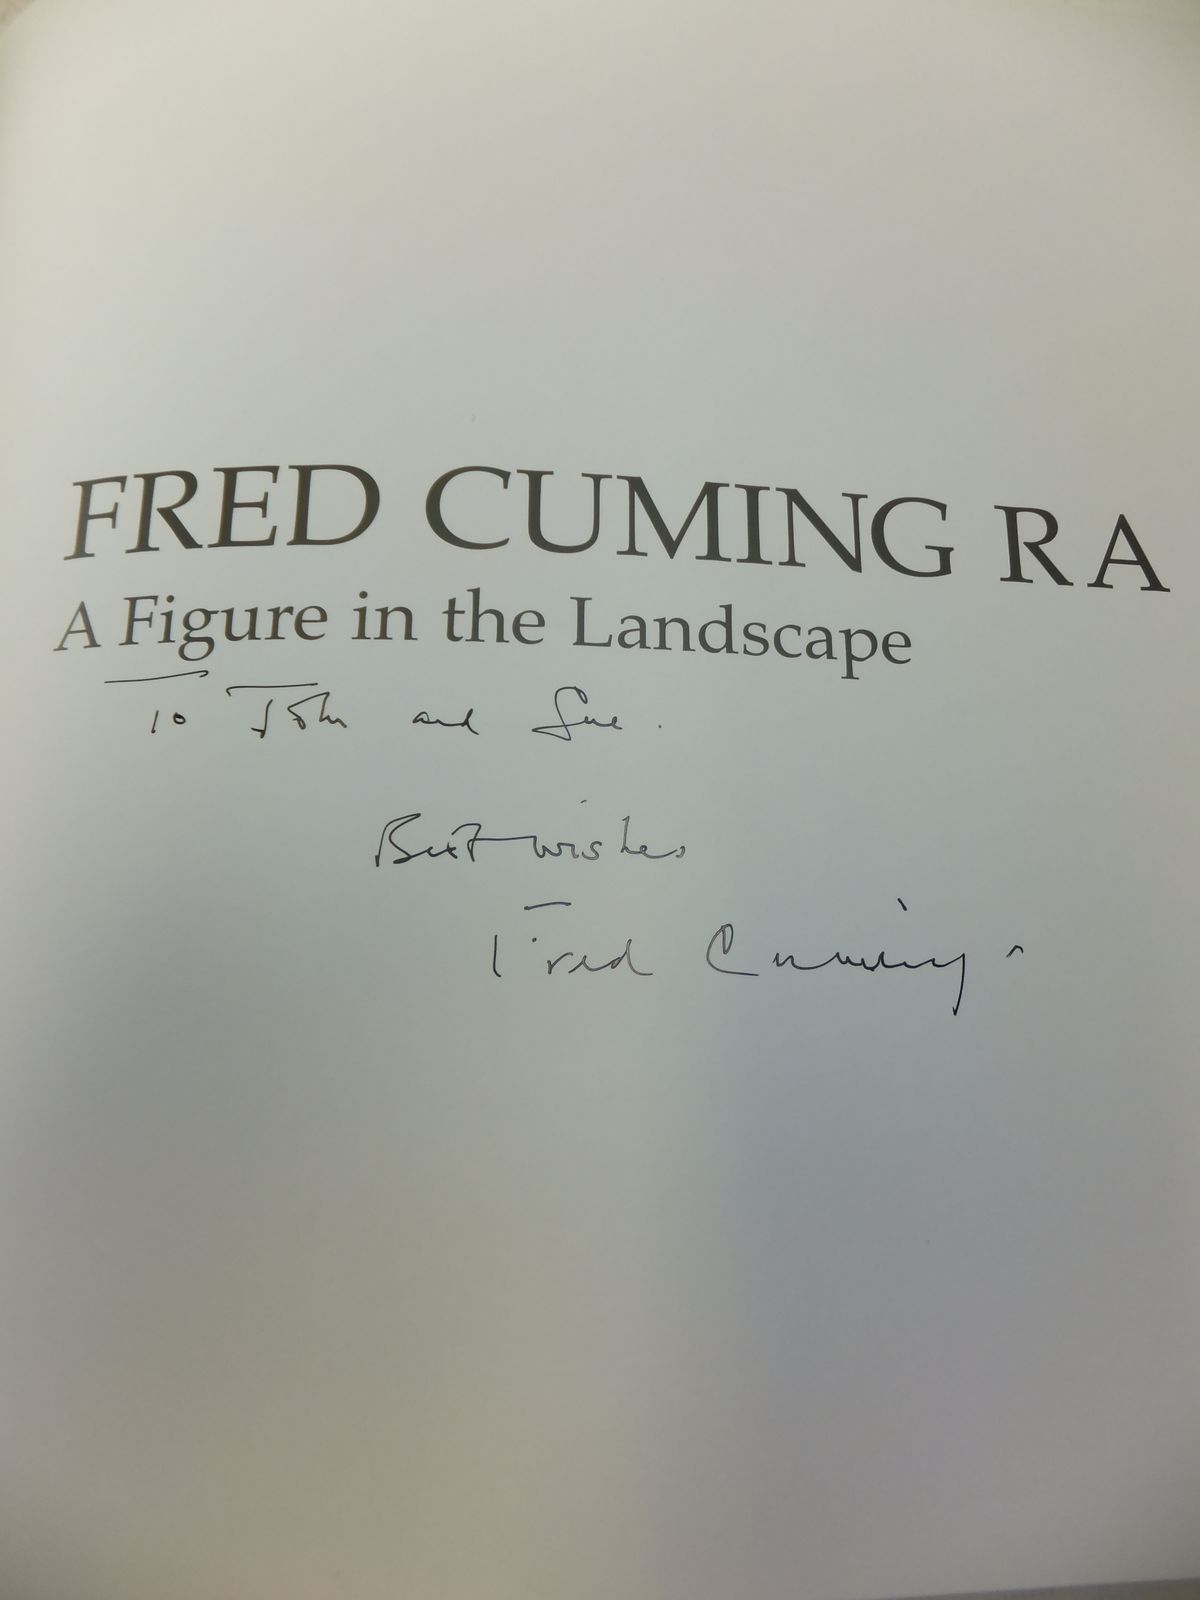 FRED CUMING RA
A Figure in the Landscape
To John and Sue.
Best wishes
Fred Cuming